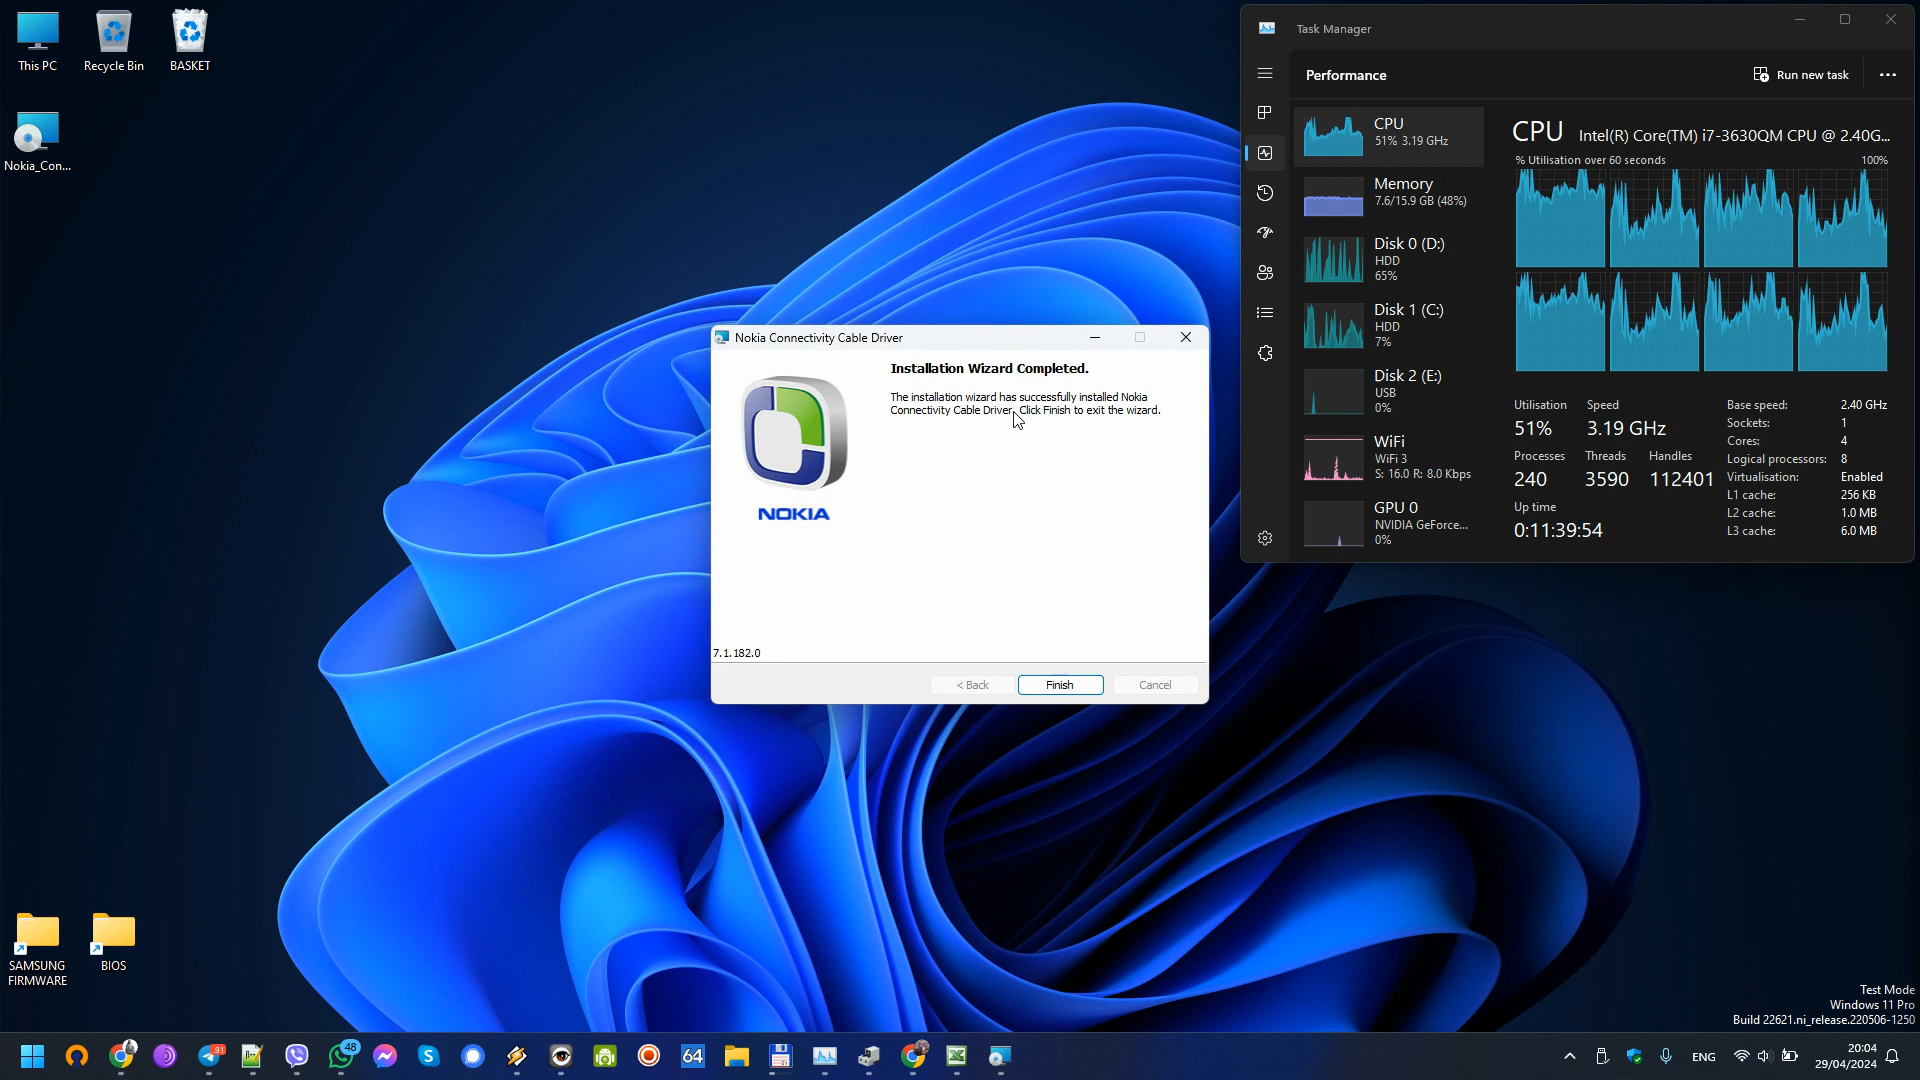 This PC
Recycle Bin
BASKET
Nokia_Con...
SAMSUNG
FIRMWARE
BIOS
Nokia Connectivity Cable Driver
Installation Wizard Completed.
The installation wizard has successfully installed Nokia
Connectivity Cable Driver. Click Finish to exit the wizard.
NOKIA
7.1.182.0
< Back
Finish
Cancel
Task Manager
Performance
Run new task
CPU
51% 3.19 GHz
Memory
7.6/15.9 GB (48%)
Disk 0 (D:)
HDD
65%
Disk 1 (C:)
HDD
7%
Disk 2 (E:)
USB
0%
WiFi
WiFi 3
S: 16.0 R: 8.0 Kbps
GPU 0
NVIDIA GeForce...
0%
CPU Intel(R) Core(TM) i7-3630QM CPU @ 2.40G...
% Utilisation over 60 seconds 100%
Utilisation Speed
51% 3.19 GHz
Processes Threads Handles
240 3590 112401
Up time
0:11:39:54
Base speed: 2.40 GHz
Sockets: 1
Cores: 4
Logical processors: 8
Virtualisation: Enabled
L1 cache: 256 KB
L2 cache: 1.0 MB
L3 cache: 6.0 MB
Test Mode
Windows 11 Pro
Build 22621.ni_release.220506-1250
91
48
64
ENG
20:04
29/04/2024